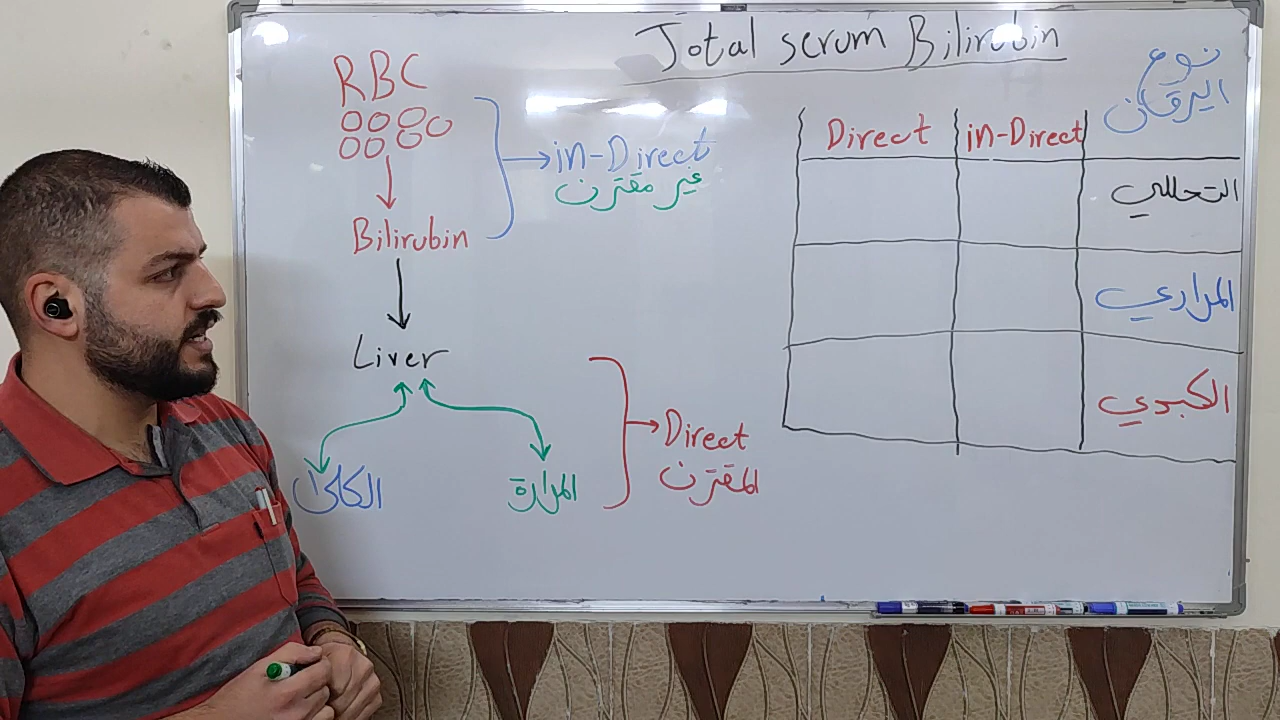 Total serum Bilirubin
RBC
in-Direct
غير مقترن
Bilirubin
Liver
الكلى
المرارة
Direct
المقترن
نوع
اليرقان
Direct
in-Direct
التحللي
المراري
الكبدي